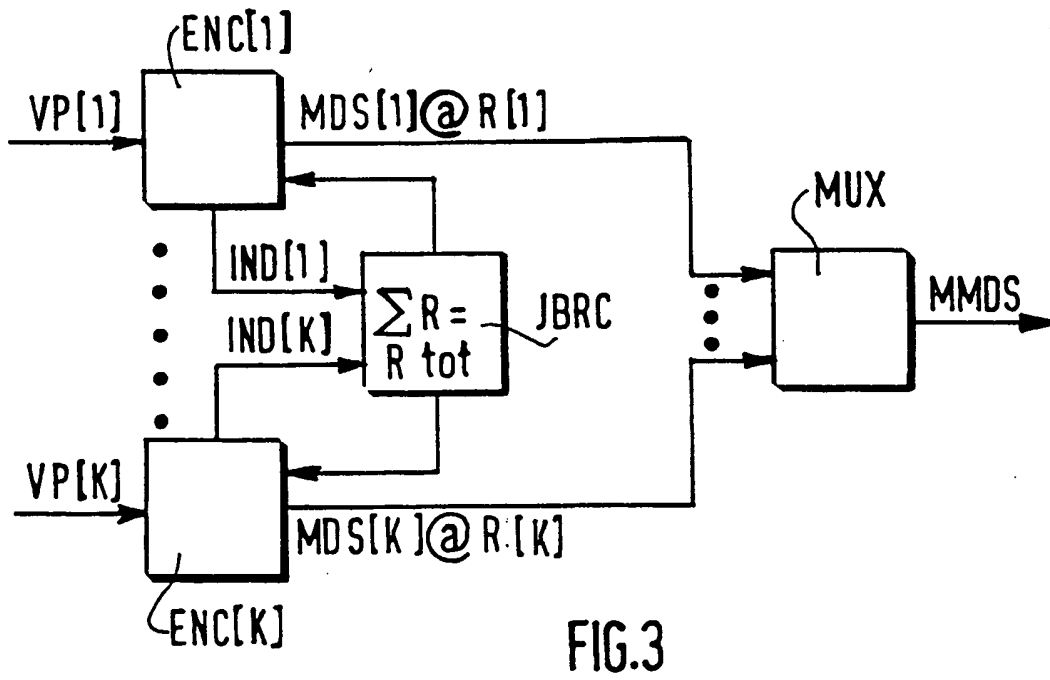 ENC[1]
VP[1]
MDS[1]@ R[1]
MUX
IND[1]
MMDS
∑ R =
R tot
JBRC
IND[K]
VP[K]
MDS[K]@ R[K]
ENC[K]
FIG.3